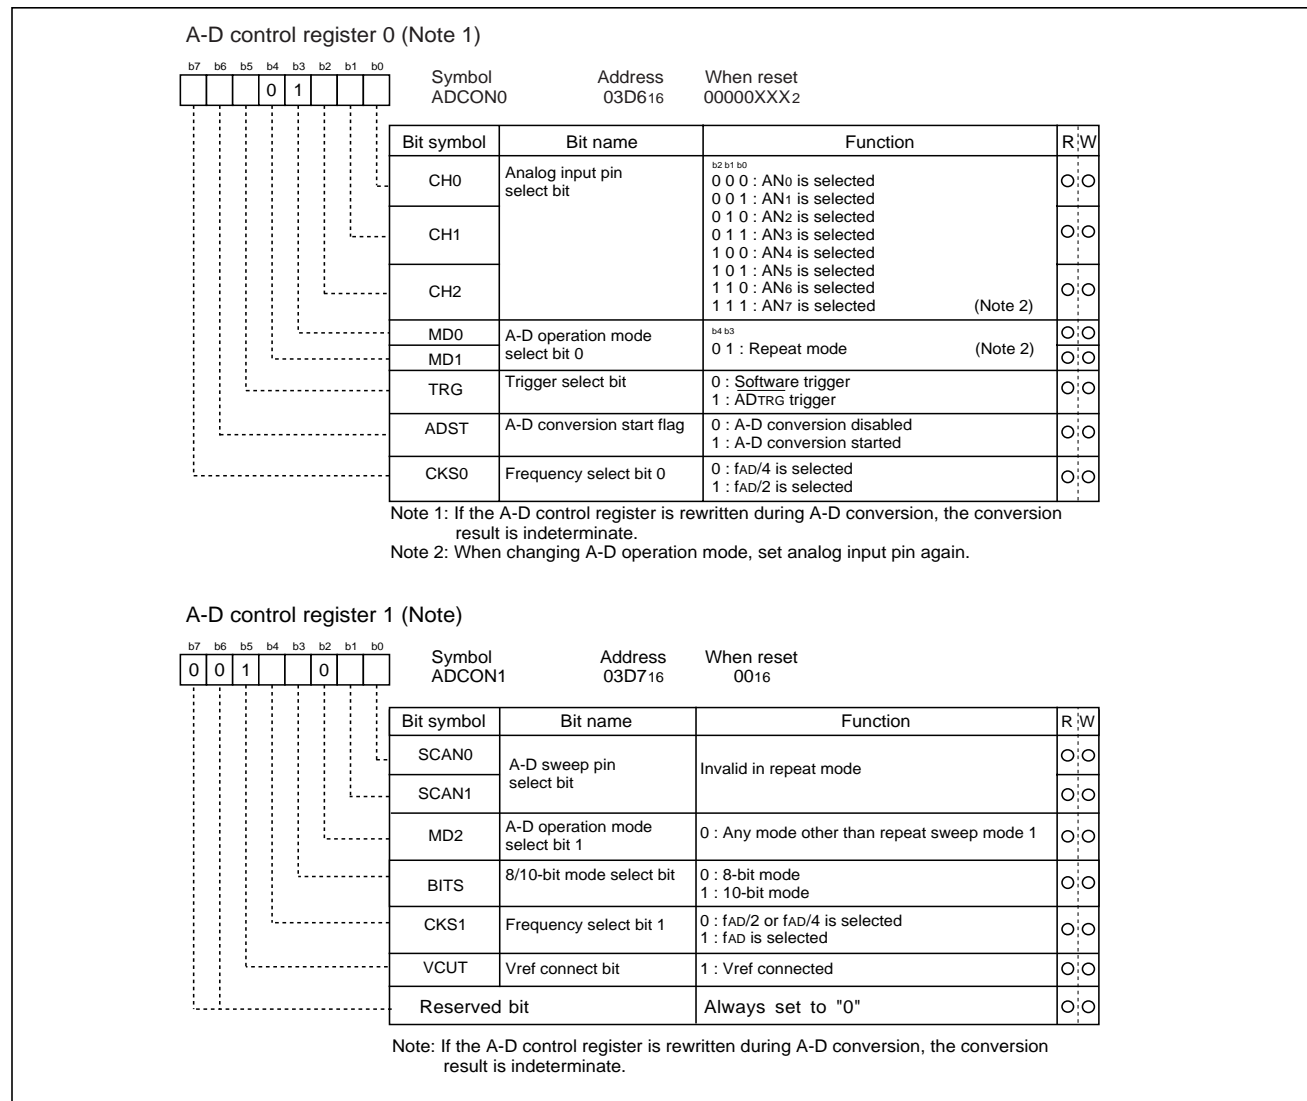 A-D control register 0 (Note 1)
b7 b6 b5 b4 b3 b2 b1 b0
0 1
Symbol Address When reset
ADCON0 03D616 00000XXX2
Bit symbol Bit name Function R W
CH0 Analog input pin select bit
b2 b1 b0
0 0 0 : AN0 is selected
0 0 1 : AN1 is selected
0 1 0 : AN2 is selected
CH1 0 1 1 : AN3 is selected
1 0 0 : AN4 is selected
1 0 1 : AN5 is selected
CH2 1 1 0 : AN6 is selected
1 1 1 : AN7 is selected (Note 2)
MD0 A-D operation mode
MD1 select bit 0
b4 b3
0 1 : Repeat mode (Note 2)
TRG Trigger select bit 0 : Software trigger
1 : ADTRG trigger
ADST A-D conversion start flag 0 : A-D conversion disabled
1 : A-D conversion started
CKS0 Frequency select bit 0 0 : fAD/4 is selected
1 : fAD/2 is selected
Note 1: If the A-D control register is rewritten during A-D conversion, the conversion
result is indeterminate.
Note 2: When changing A-D operation mode, set analog input pin again.
A-D control register 1 (Note)
b7 b6 b5 b4 b3 b2 b1 b0
0 0 1 0
Symbol Address When reset
ADCON1 03D716 0016
Bit symbol Bit name Function R W
SCAN0 A-D sweep pin
SCAN1 select bit
Invalid in repeat mode
MD2 A-D operation mode
select bit 1
0 : Any mode other than repeat sweep mode 1
BITS 8/10-bit mode select bit 0 : 8-bit mode
1 : 10-bit mode
CKS1 Frequency select bit 1 0 : fAD/2 or fAD/4 is selected
1 : fAD is selected
VCUT Vref connect bit 1 : Vref connected
Reserved bit Always set to "0"
Note: If the A-D control register is rewritten during A-D conversion, the conversion
result is indeterminate.